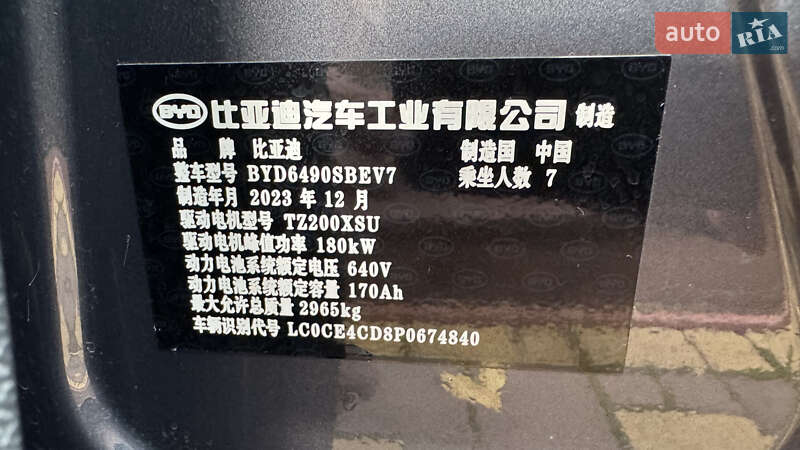 auto RIA
BYD 比亚迪汽车工业有限公司 制造
品 牌 比亚迪 制造国 中国
整车型号 BYD6490SBEV7 乘坐人数 7
制造年月 2023 年 12 月
驱动电机型号 TZ200XSU
驱动电机峰值功率 180kW
动力电池系统额定电压 640V
动力电池系统额定容量 170Ah
最大允许总质量 2965kg
车辆识别代号 LC0CE4CD8P0674840